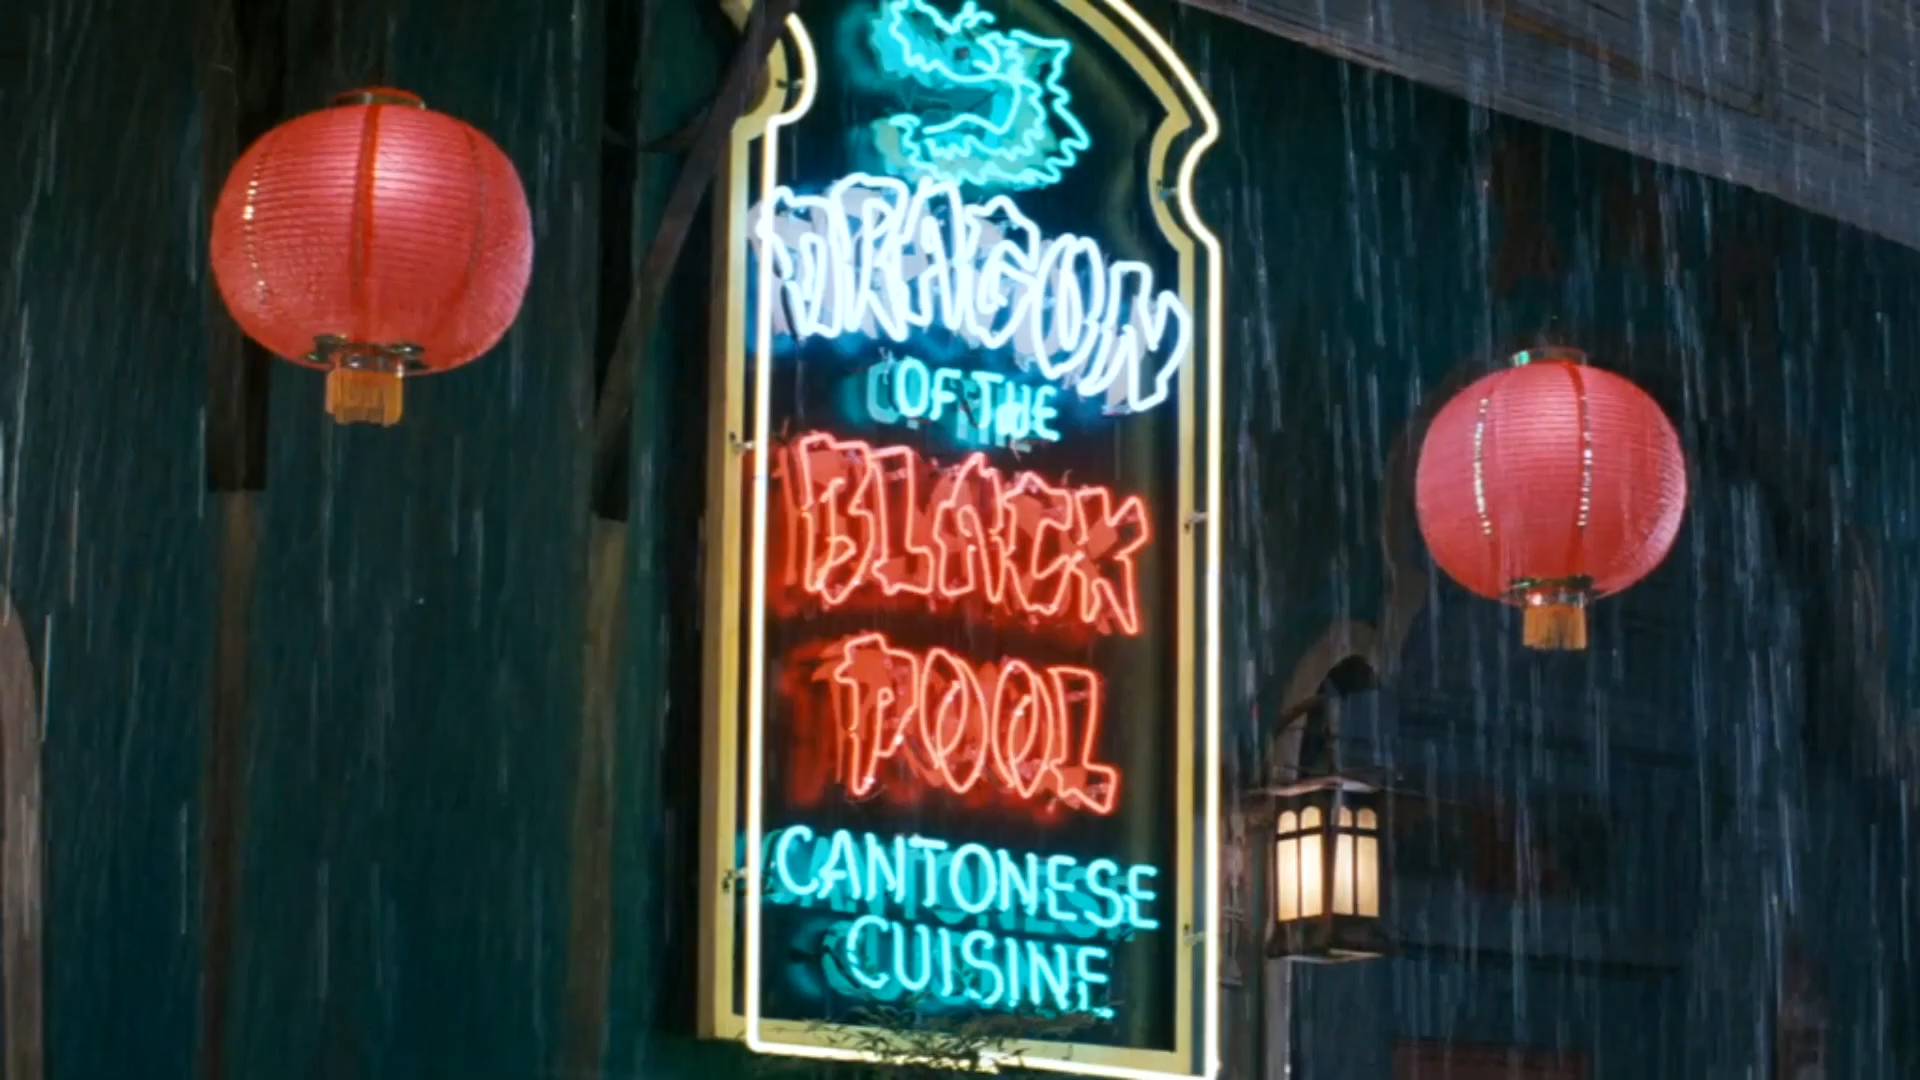 DRAGON
OF THE
BLACK
POOL
CANTONESE
CUISINE